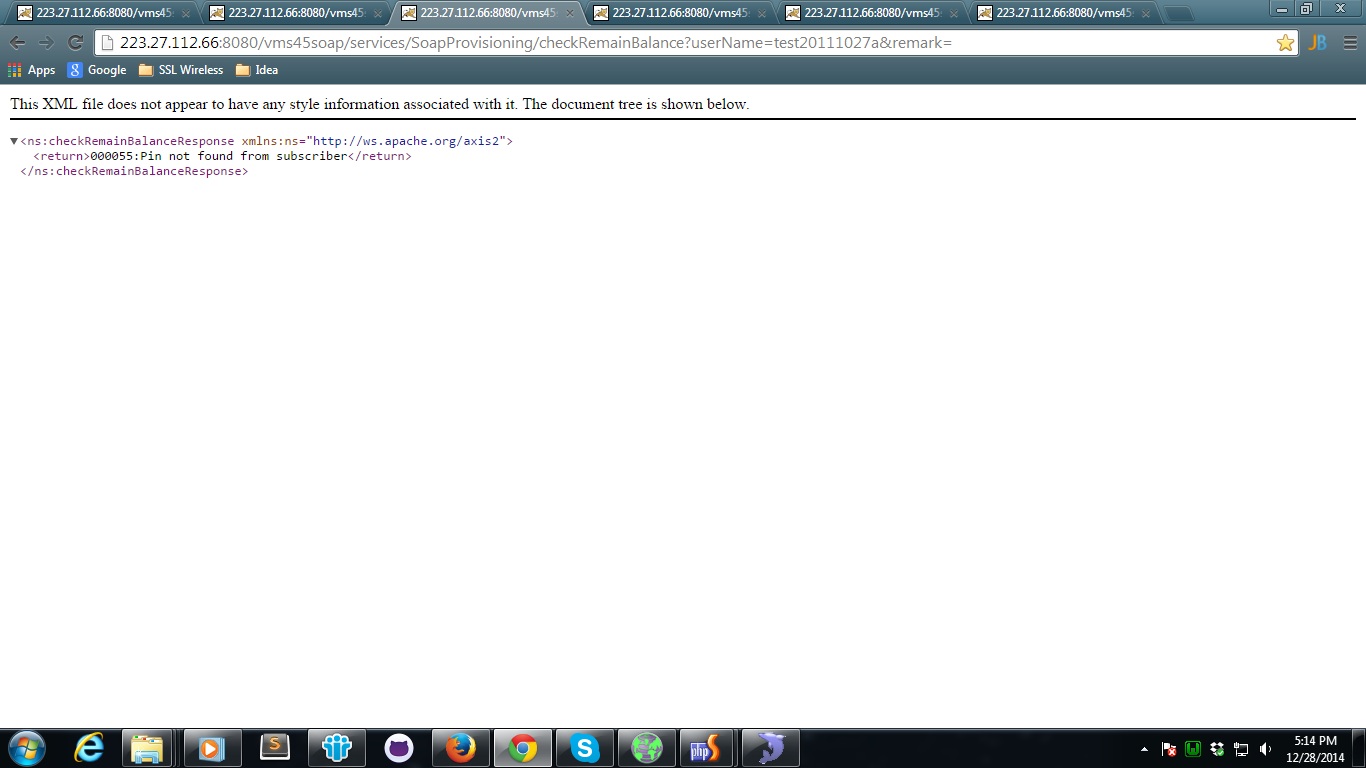 223.27.112.66:8080/vms45
223.27.112.66:8080/vms45
223.27.112.66:8080/vms45
223.27.112.66:8080/vms45
223.27.112.66:8080/vms45
223.27.112.66:8080/vms45
223.27.112.66:8080/vms45soap/services/SoapProvisioning/checkRemainBalance?userName=test20111027a&remark=
JB
Apps
Google
SSL Wireless
Idea
This XML file does not appear to have any style information associated with it. The document tree is shown below.
<ns:checkRemainBalanceResponse xmlns:ns="http://ws.apache.org/axis2">
<return>000055:Pin not found from subscriber</return>
</ns:checkRemainBalanceResponse>
5:14 PM
12/28/2014